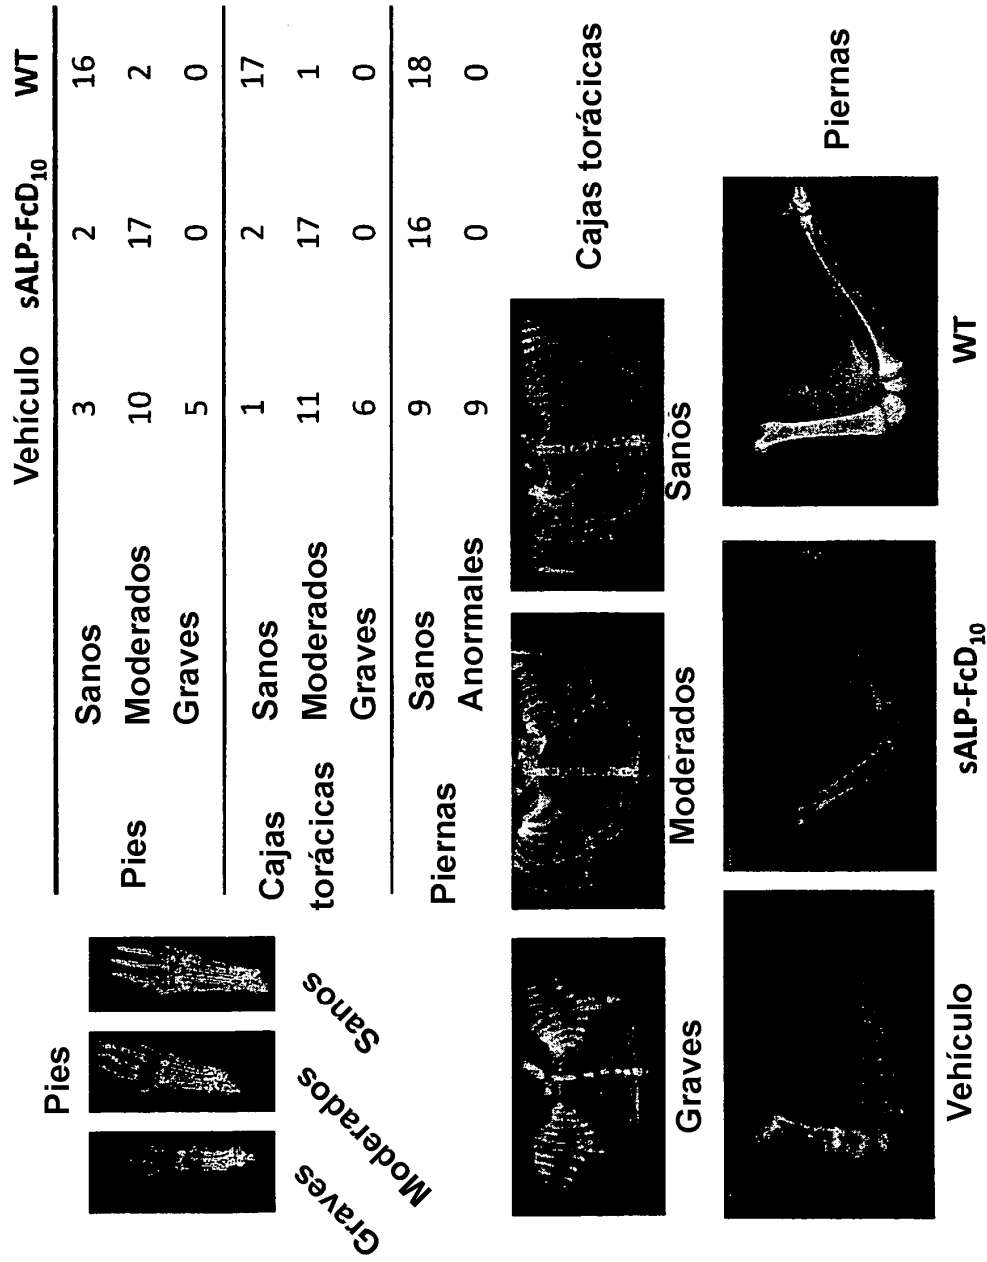 Pies
Graves
Moderados
Sanos
Vehículo sALP-FcD10 WT
Pies Sanos 3 2 16
Moderados 10 17 2
Graves 5 0 0
Cajas torácicas Sanos 1 2 17
Moderados 11 17 1
Graves 6 0 0
Piernas Sanos 9 16 18
Anormales 9 0 0
Graves
Moderados
Sanos
Cajas torácicas
Vehículo
sALP-FcD10
WT
Piernas